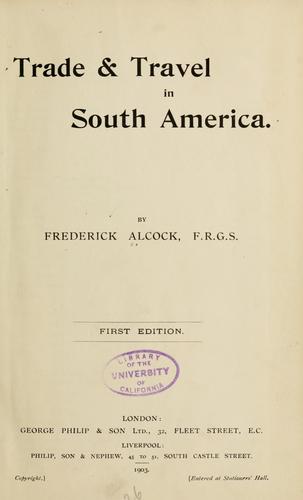 Trade & Travel
in
South America.
BY
FREDERICK ALCOCK, F.R.G.S.
FIRST EDITION.
LIBRARY
OF THE
UNIVERSITY
OF
CALIFORNIA
LONDON:
GEORGE PHILIP & SON LTD., 32, FLEET STREET, E.C.
LIVERPOOL:
PHILIP, SON & NEPHEW, 45 TO 51, SOUTH CASTLE STREET.
1903.
Copyright.] [Entered at Stationers' Hall.